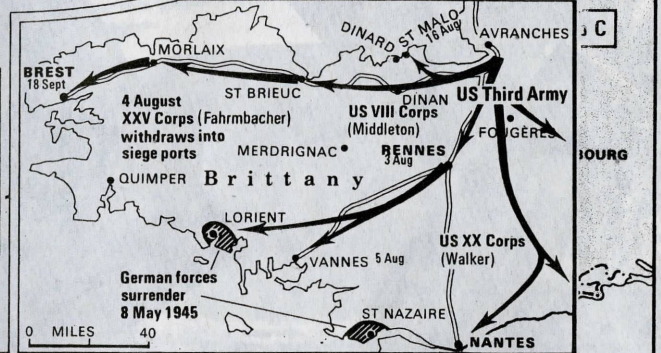 DINARD
ST MALO
16 Aug
AVRANCHES
C
MORLAIX
BREST
18 Sept
ST BRIEUC
DINAN
US Third Army
4 August
XXV Corps (Fahrmbacher)
withdraws into
siege ports
US VIII Corps
(Middleton)
FOUGÈRES
MERDRIGNAC
RENNES
3 Aug
BOURG
QUIMPER
Brittany
LORIENT
US XX Corps
(Walker)
VANNES 5 Aug
German forces
surrender
8 May 1945
ST NAZAIRE
0 MILES 40
NANTES